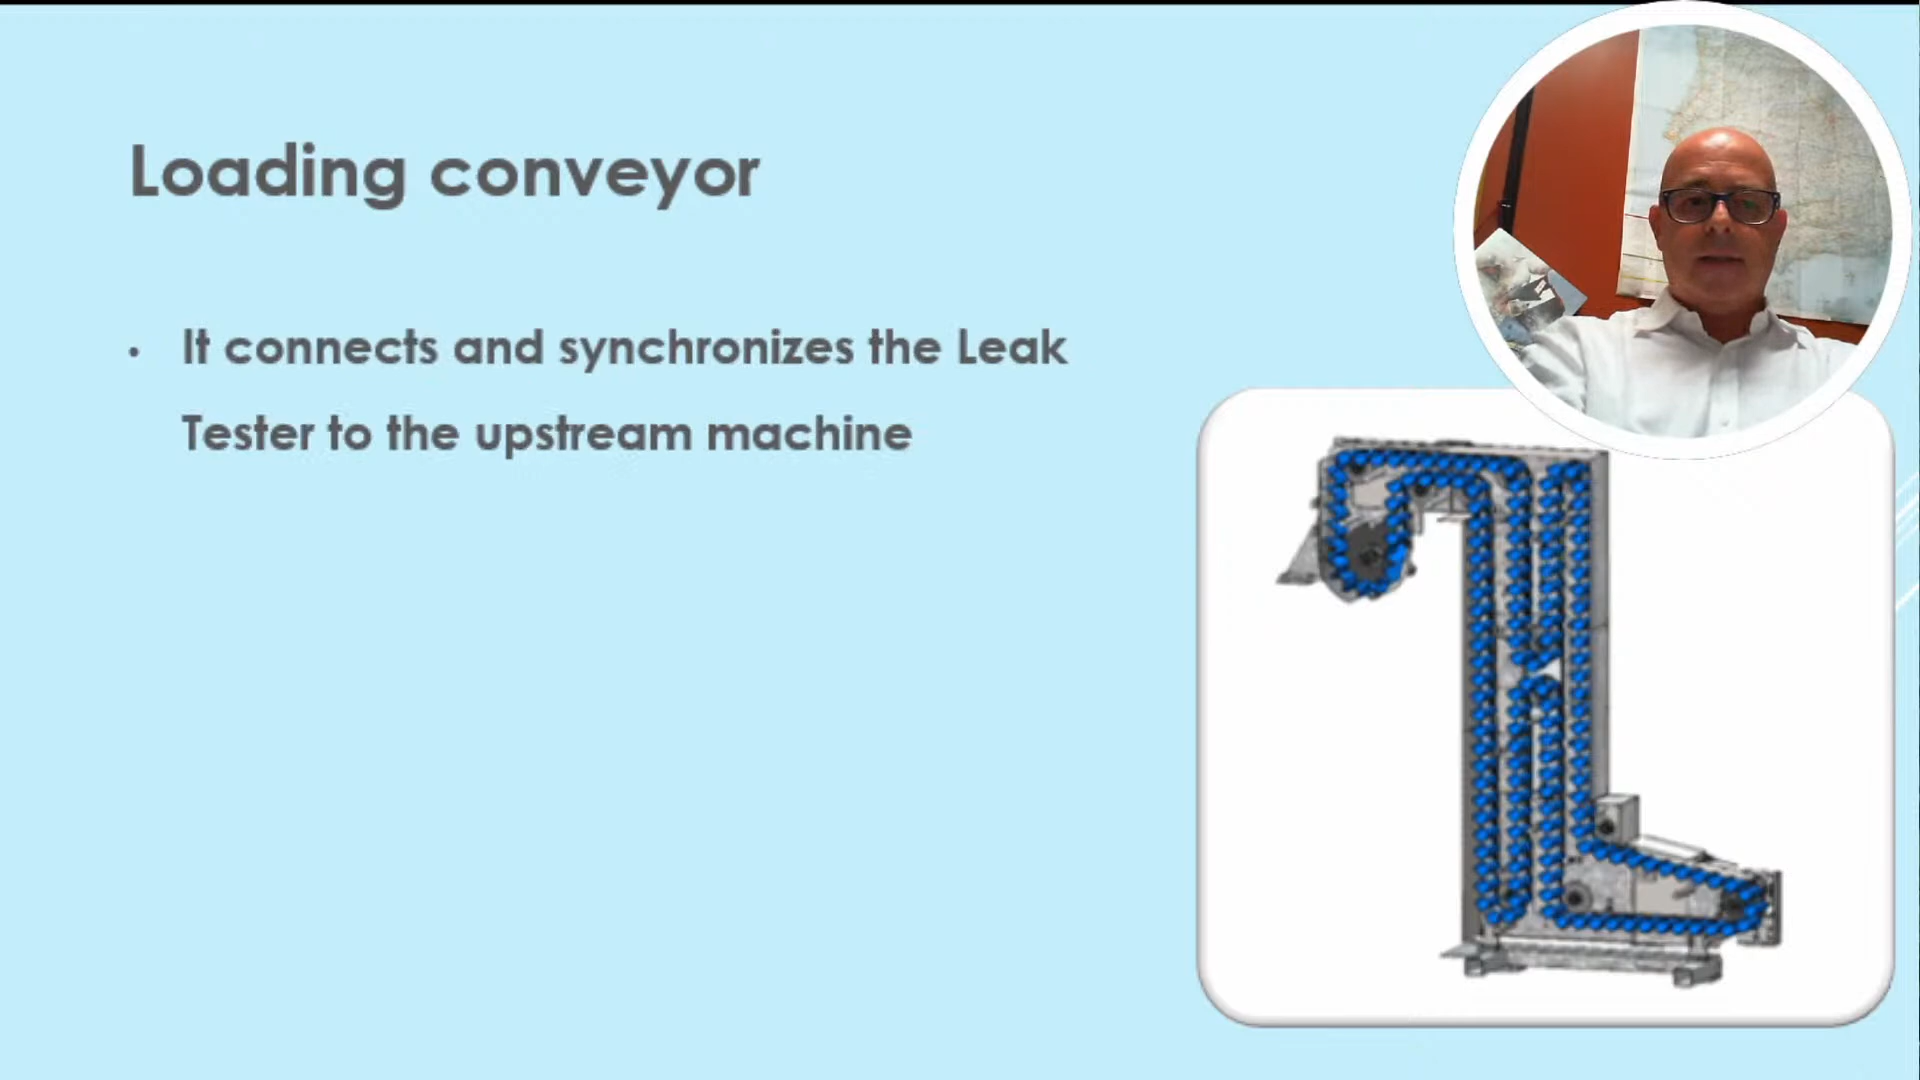 Loading conveyor
• It connects and synchronizes the Leak
Tester to the upstream machine